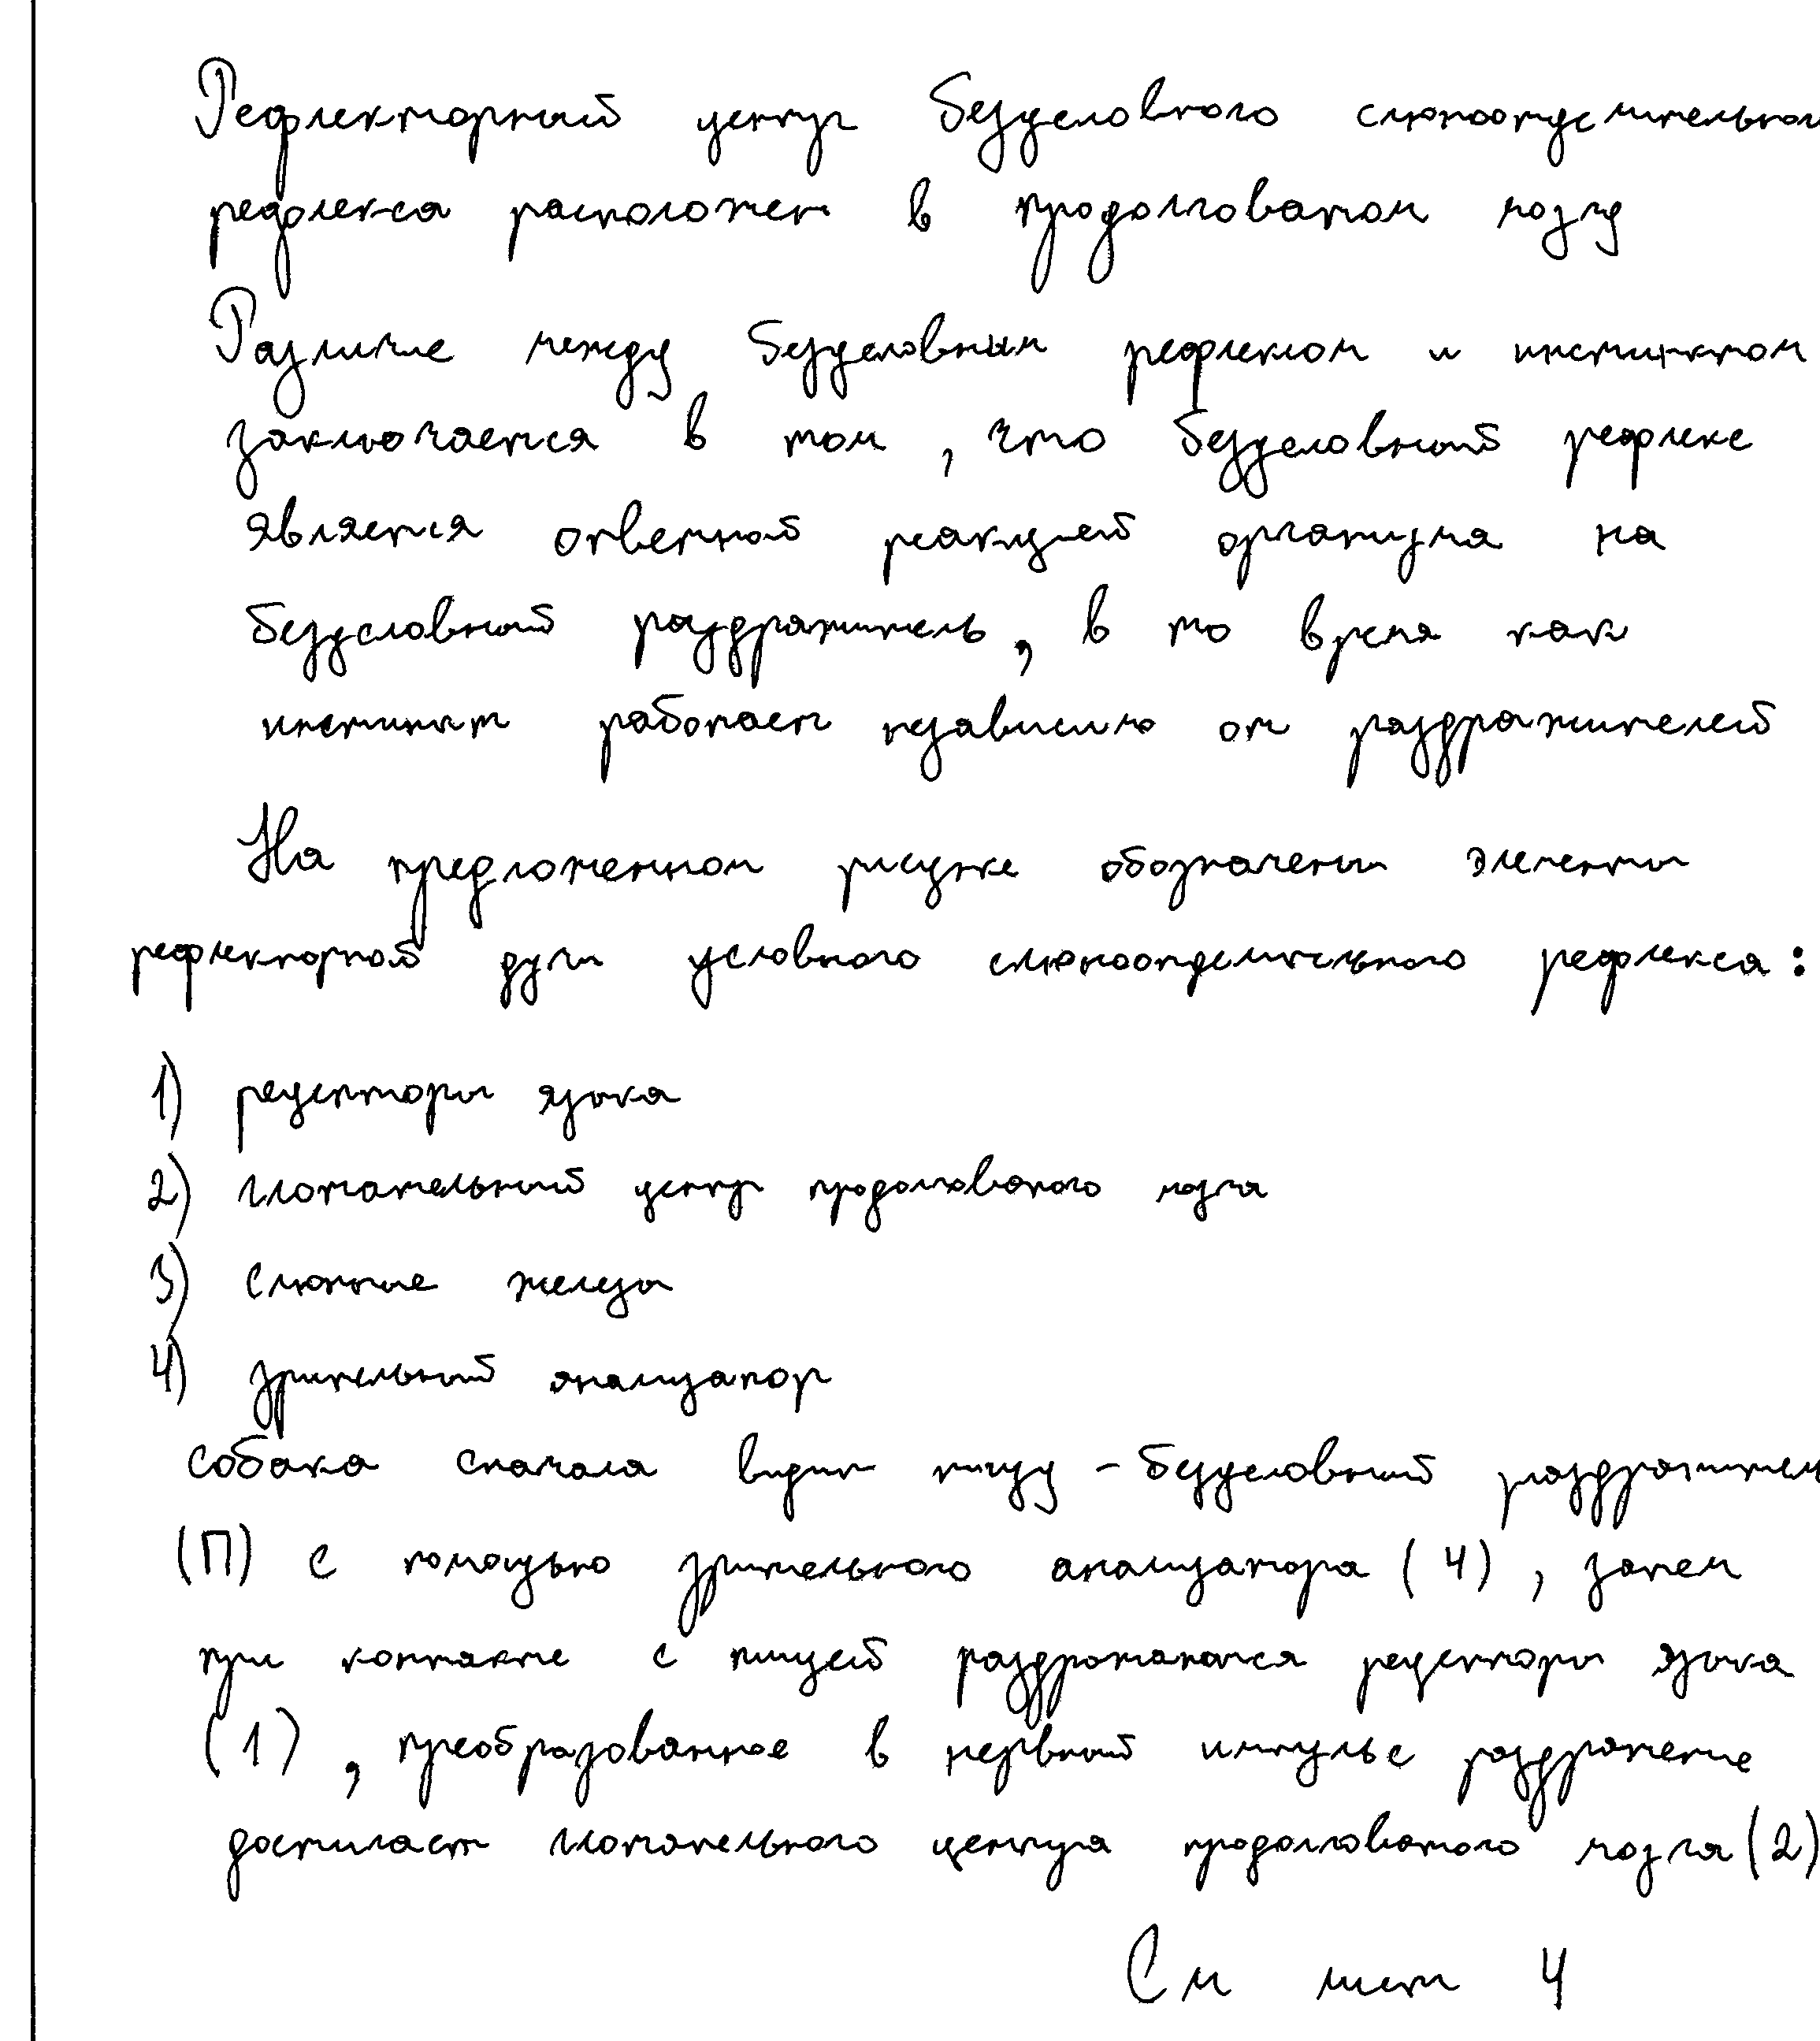 Рефлекторный центр безусловного слюноотделительного
рефлекса расположен в продолговатом мозгу
Различие между безусловным рефлексом и инстинктом
заключается в том, что безусловный рефлекс
является ответной реакцией организма на
безусловный раздражитель, в то время как
инстинкт работает независимо от раздражителей
На предложенном рисунке обозначены элементы
рефлекторной дуги условного слюноотделительного рефлекса:
1) рецепторы языка
2) глотательный центр продолговатого мозга
3) слюнные железы
4) зрительный анализатор
собака сначала видит пищу - безусловный раздражитель
(П) с помощью зрительного анализатора (4), затем
при контакте с пищей раздражаются рецепторы языка
(1), преобразованное в нервный импульс раздражение
достигает глотательного центра продолговатого мозга (2)
См лист 4